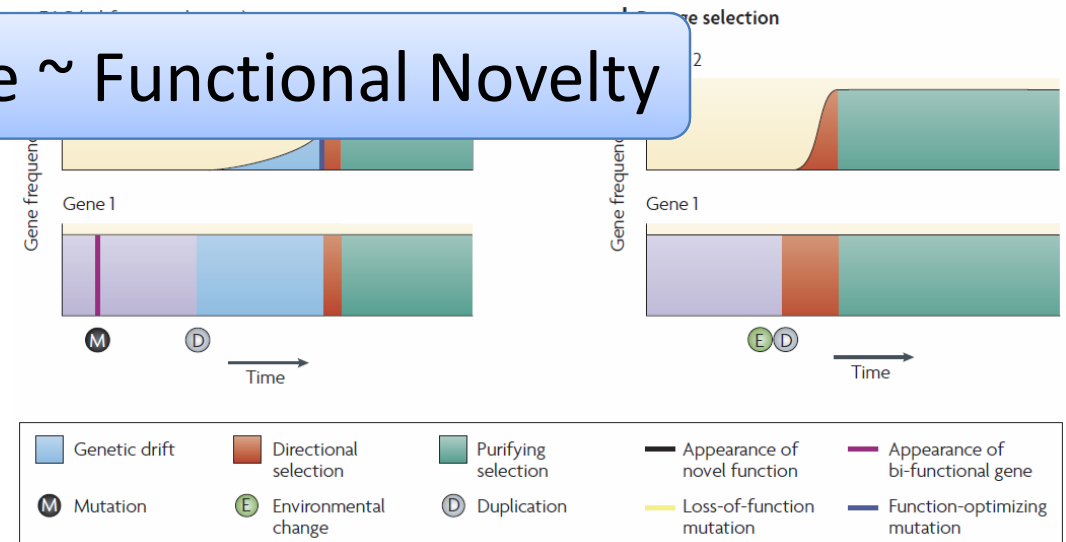 ge selection
e ~ Functional Novelty
2
Gene frequenc
Gene 1
M
D
Time
Gene frequenc
Gene 1
E
D
Time
Genetic drift
Directional
selection
Purifying
selection
Appearance of
novel function
Appearance of
bi-functional gene
M
Mutation
E
Environmental
change
D
Duplication
Loss-of-function
mutation
Function-optimizing
mutation